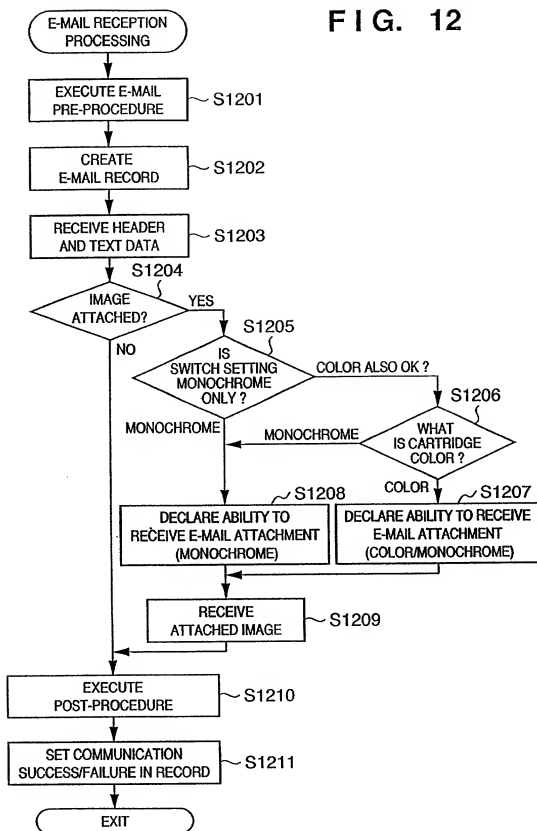 FIG. 12
E-MAIL RECEPTION
PROCESSING
EXECUTE E-MAIL
PRE-PROCEDURE
S1201
CREATE
E-MAIL RECORD
S1202
RECEIVE HEADER
AND TEXT DATA
S1203
S1204
IMAGE
ATTACHED?
YES
NO
S1205
IS
SWITCH SETTING
MONOCHROME
ONLY ?
COLOR ALSO OK ?
MONOCHROME
S1206
WHAT
IS CARTRIDGE
COLOR ?
MONOCHROME
COLOR
S1208
DECLARE ABILITY TO
RECEIVE E-MAIL ATTACHMENT
(MONOCHROME)
S1207
DECLARE ABILITY TO RECEIVE
E-MAIL ATTACHMENT
(COLOR/MONOCHROME)
RECEIVE
ATTACHED IMAGE
S1209
EXECUTE
POST-PROCEDURE
S1210
SET COMMUNICATION
SUCCESS/FAILURE IN RECORD
S1211
EXIT